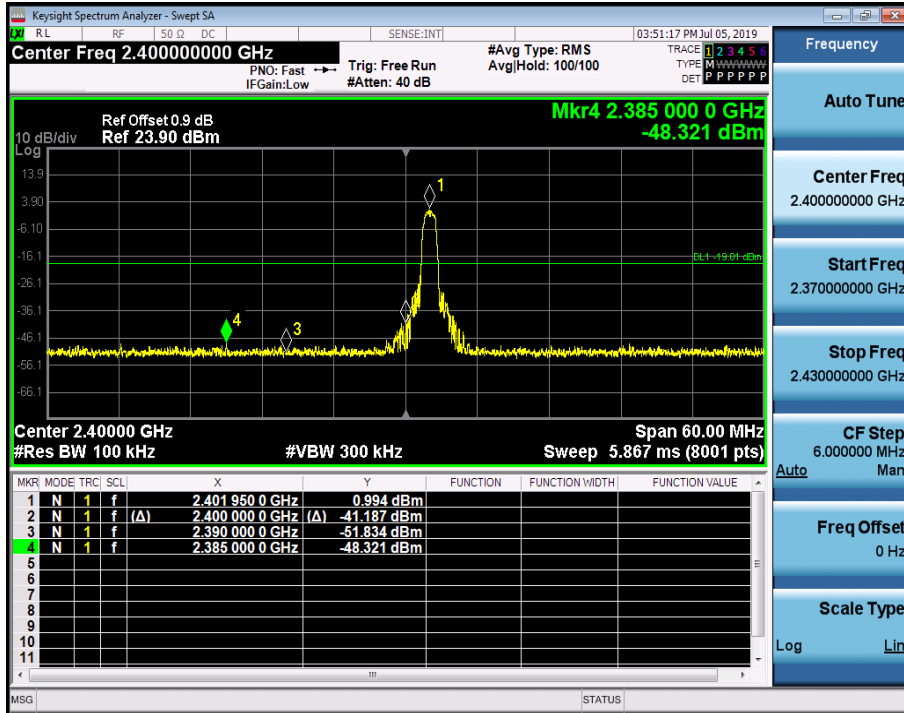 Keysight Spectrum Analyzer - Swept SA
LXI RL RF 50 Ω DC SENSE:INT 03:51:17 PM Jul 05, 2019
Center Freq 2.400000000 GHz
PNO: Fast
IFGain:Low
Trig: Free Run
#Atten: 40 dB
#Avg Type: RMS
Avg|Hold: 100/100
TRACE 1 2 3 4 5 6
TYPE M W W W W W
DET P P P P P P
Mkr4 2.385 000 0 GHz
-48.321 dBm
Ref Offset 0.9 dB
10 dB/div Ref 23.90 dBm
Log
13.9
3.90
-6.10
-16.1
-26.1
-36.1
-46.1
-56.1
-66.1
1
DL1 -19.01 dBm
4
3
Center 2.40000 GHz Span 60.00 MHz
#Res BW 100 kHz #VBW 300 kHz Sweep 5.867 ms (8001 pts)
MKR MODE TRC SCL X Y FUNCTION FUNCTION WIDTH FUNCTION VALUE
1 N 1 f 2.401 950 0 GHz 0.994 dBm
2 N 1 f (Δ) 2.400 000 0 GHz (Δ) -41.187 dBm
3 N 1 f 2.390 000 0 GHz -51.834 dBm
4 N 1 f 2.385 000 0 GHz -48.321 dBm
5
6
7
8
9
10
11
MSG STATUS
Frequency
Auto Tune
Center Freq
2.400000000 GHz
Start Freq
2.370000000 GHz
Stop Freq
2.430000000 GHz
CF Step
6.000000 MHz
Auto Man
Freq Offset
0 Hz
Scale Type
Log Lin